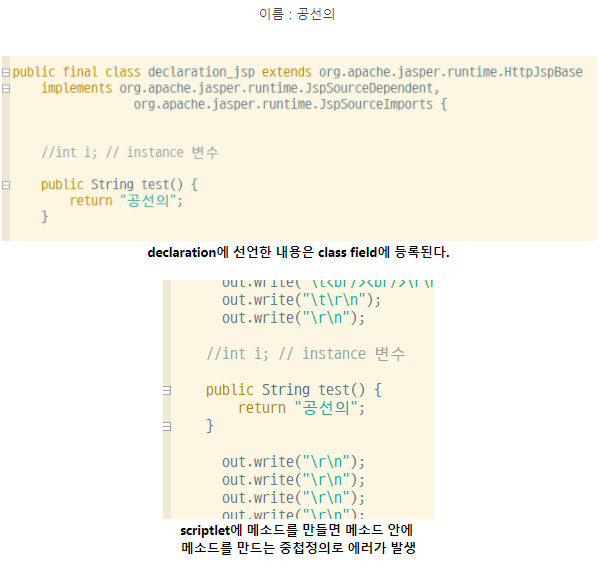 이름 : 공선의
public final class declaration_jsp extends org.apache.jasper.runtime.HttpJspBase
implements org.apache.jasper.runtime.JspSourceDependent,
org.apache.jasper.runtime.JspSourceImports {
//int i; // instance 변수
public String test() {
return "공선의";
}
declaration에 선언한 내용은 class field에 등록된다.
out.write("\t<br/><br/>\r\n
out.write("\t\r\n");
out.write("\r\n");
//int i; // instance 변수
public String test() {
return "공선의";
}
out.write("\r\n");
out.write("\r\n");
out.write("\r\n");
out.write("\r\n");
scriptlet에 메소드를 만들면 메소드 안에
메소드를 만드는 중첩정의로 에러가 발생